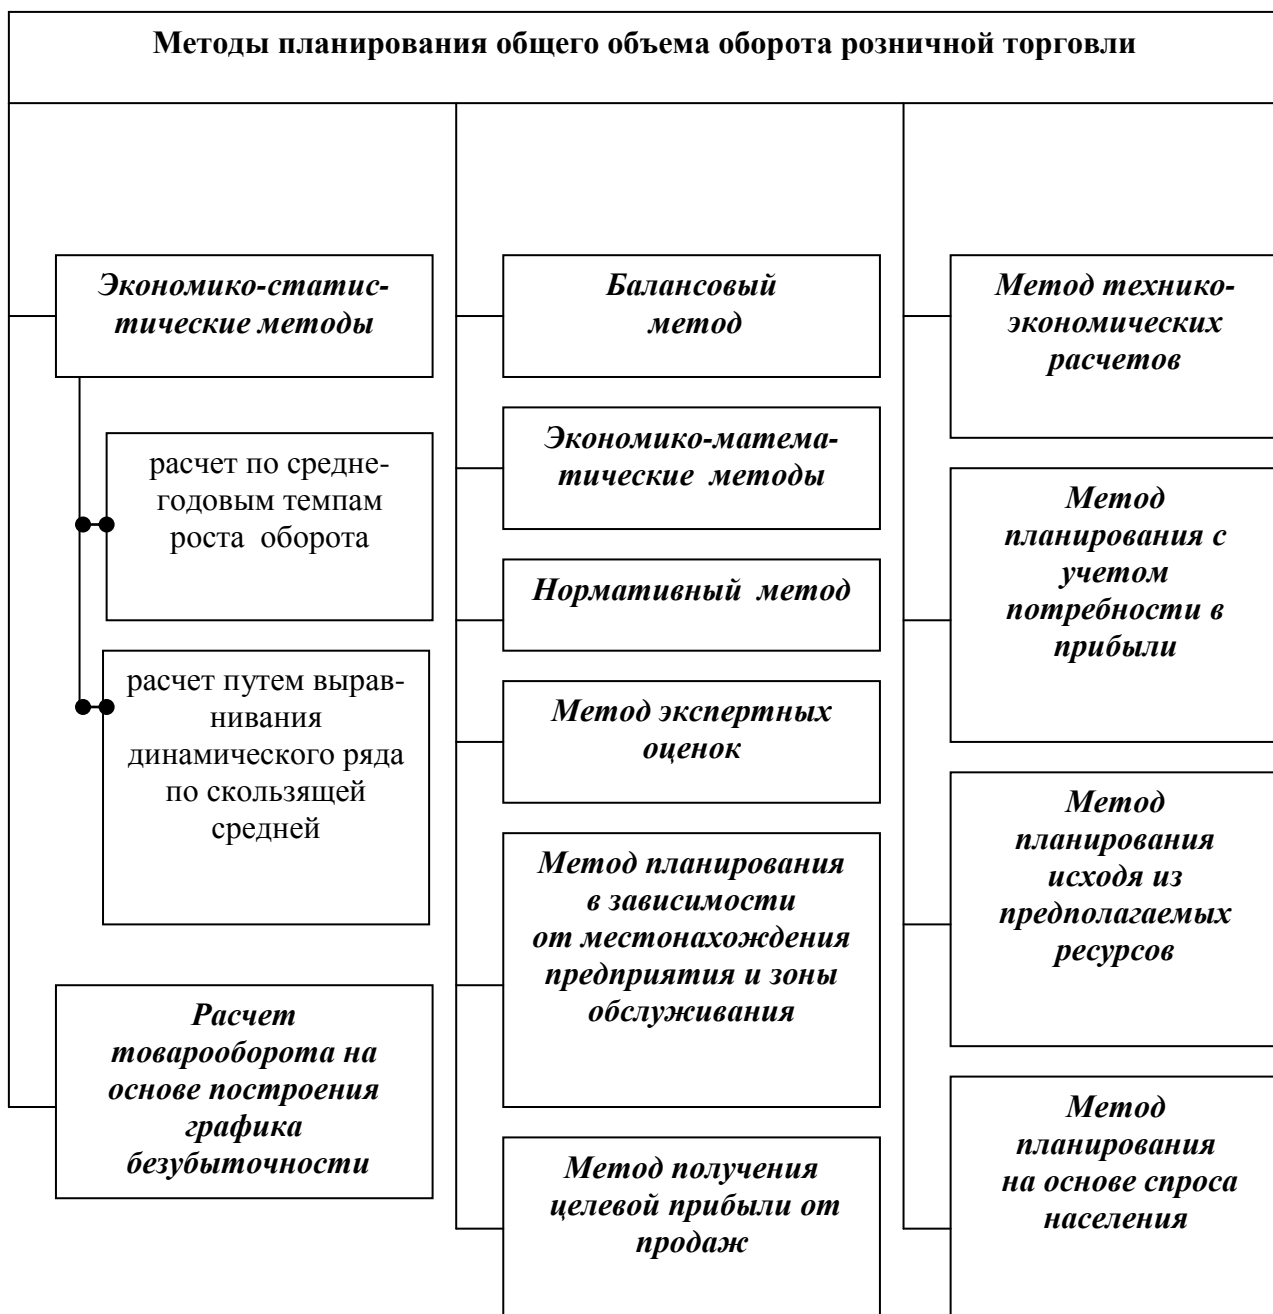 Методы планирования общего объема оборота розничной торговли
Экономико-статис-
тические методы
расчет по средне-
годовым темпам
роста оборота
расчет путем вырав-
нивания
динамического ряда
по скользящей
средней
Расчет
товарооборота на
основе построения
графика
безубыточности
Балансовый
метод
Экономико-матема-
тические методы
Нормативный метод
Метод экспертных
оценок
Метод планирования
в зависимости
от местонахождения
предприятия и зоны
обслуживания
Метод получения
целевой прибыли от
продаж
Метод технико-
экономических
расчетов
Метод
планирования с
учетом
потребности в
прибыли
Метод
планирования
исходя из
предполагаемых
ресурсов
Метод
планирования
на основе спроса
населения